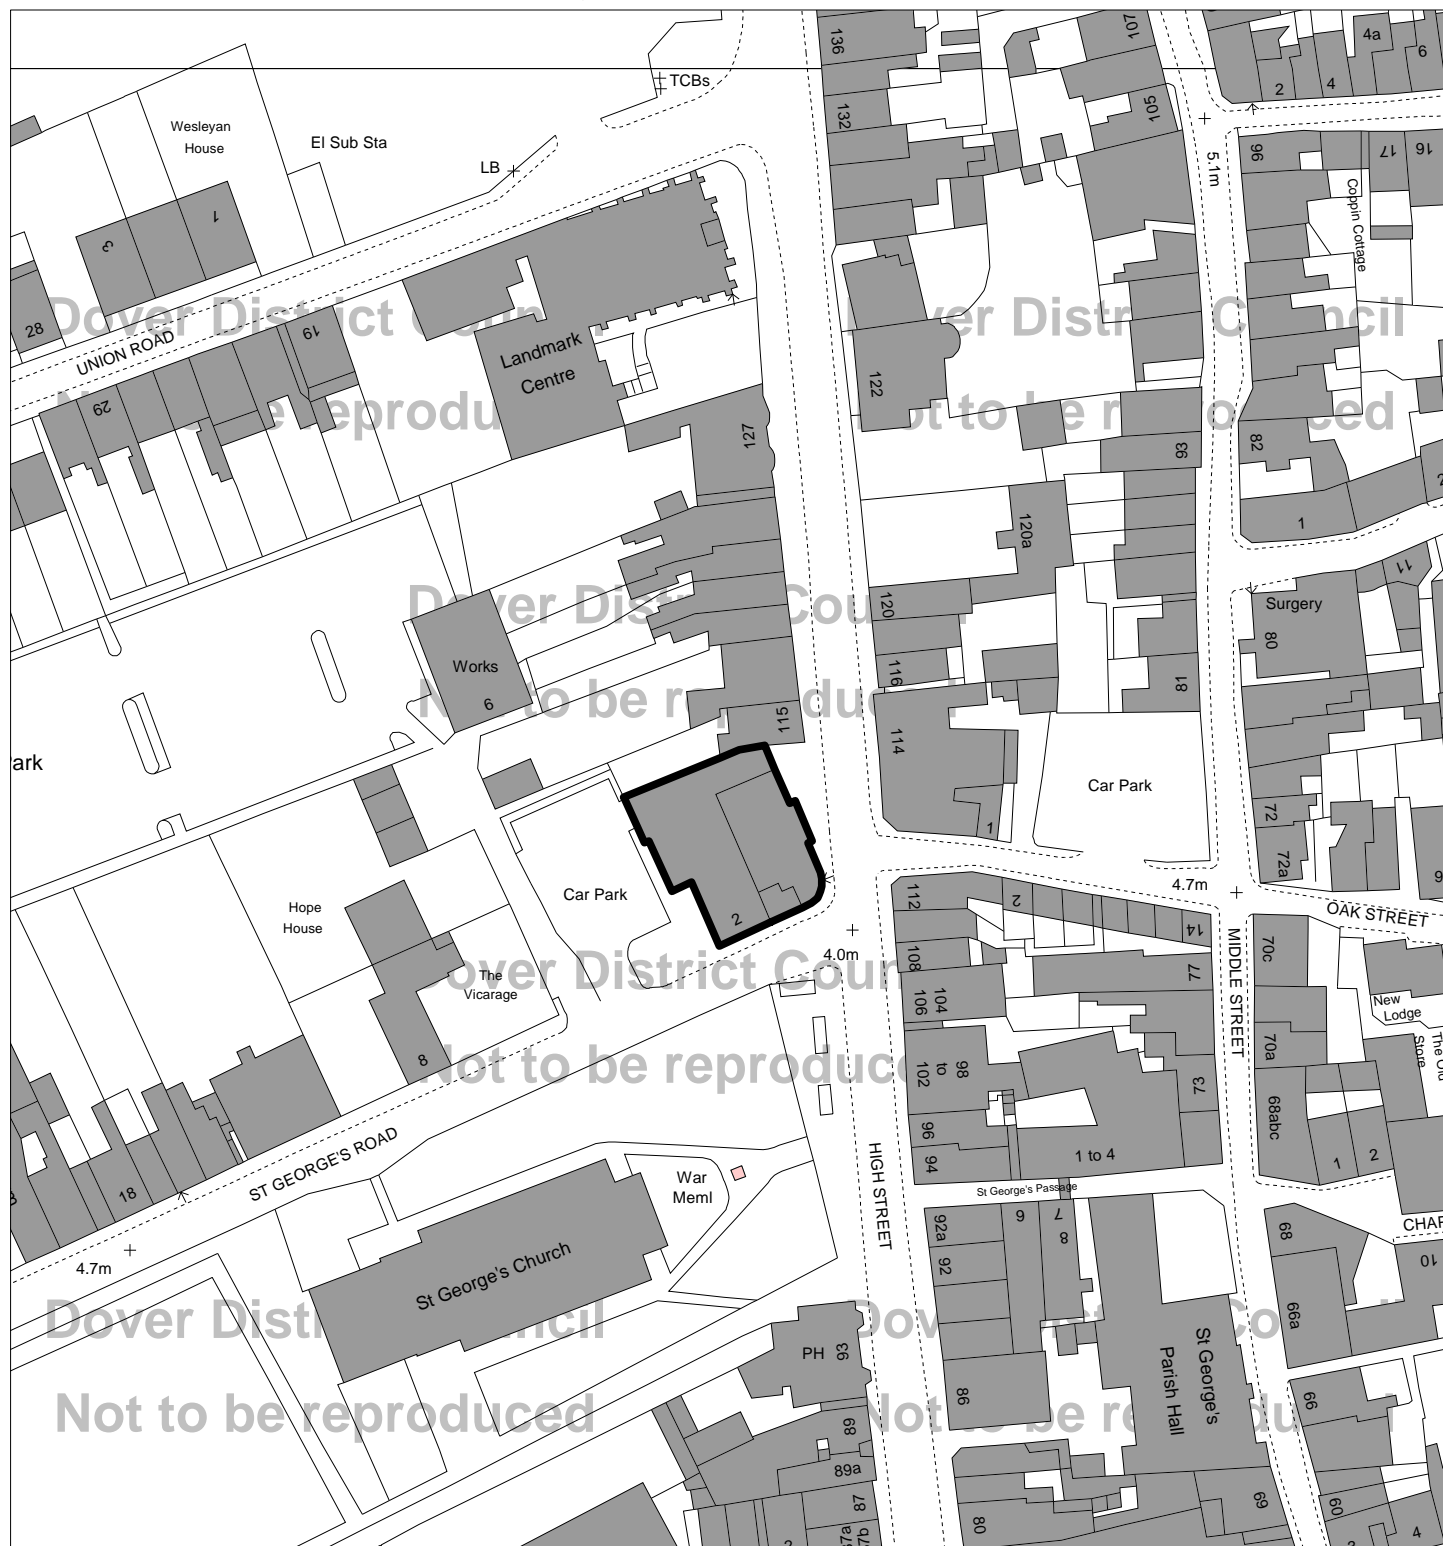 136
107
4a
6
2
4
TCBs
132
105
Wesleyan
House
El Sub Sta
LB
5.1m
96
17
16
Coppin Cottage
1
3
28
Dover District Council
Dover District Council
UNION ROAD
19
Landmark
Centre
122
29
Not to be reproduced
Not to be reproduced
127
93
82
1
120a
11
Dover District Council
120
Surgery
80
Works
9
116
81
Not to be reproduced
115
114
ark
Car Park
72
1
72a
Car Park
2
112
2
4.7m
14
OAK STREET
Hope
House
4.0m
108
MIDDLE STREET
70c
77
Dover District Council
The
Vicarage
106
104
New
Lodge
The Old
Store
8
Not to be reproduced
98
to
102
70a
73
68abc
96
94
1 to 4
1
2
ST GEORGE'S ROAD
HIGH STREET
War
Meml
18
St George's Passage
92a
6
7
8
68
CHAP
4.7m
St George's Church
92
10
Dover District Council
Dover District Council
66a
PH
93
St George's
Parish Hall
86
66
Not to be reproduced
Not to be reproduced
89
89a
87
80
69
60
4